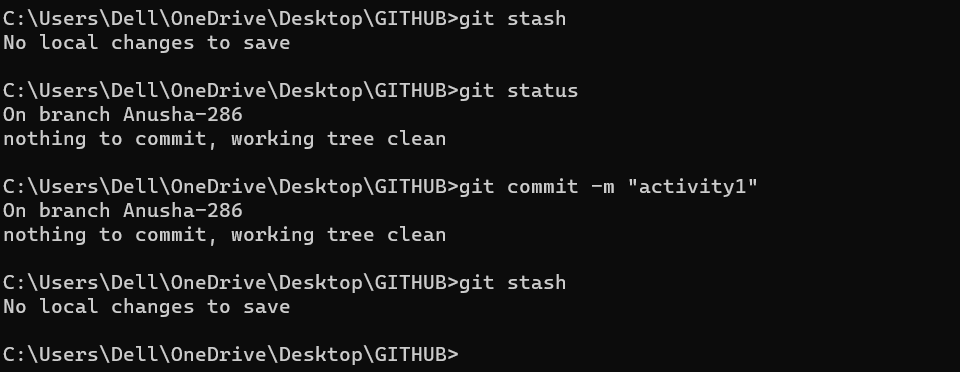 C:\Users\Dell\OneDrive\Desktop\GITHUB>git stash
No local changes to save
C:\Users\Dell\OneDrive\Desktop\GITHUB>git status
On branch Anusha-286
nothing to commit, working tree clean
C:\Users\Dell\OneDrive\Desktop\GITHUB>git commit -m "activity1"
On branch Anusha-286
nothing to commit, working tree clean
C:\Users\Dell\OneDrive\Desktop\GITHUB>git stash
No local changes to save
C:\Users\Dell\OneDrive\Desktop\GITHUB>